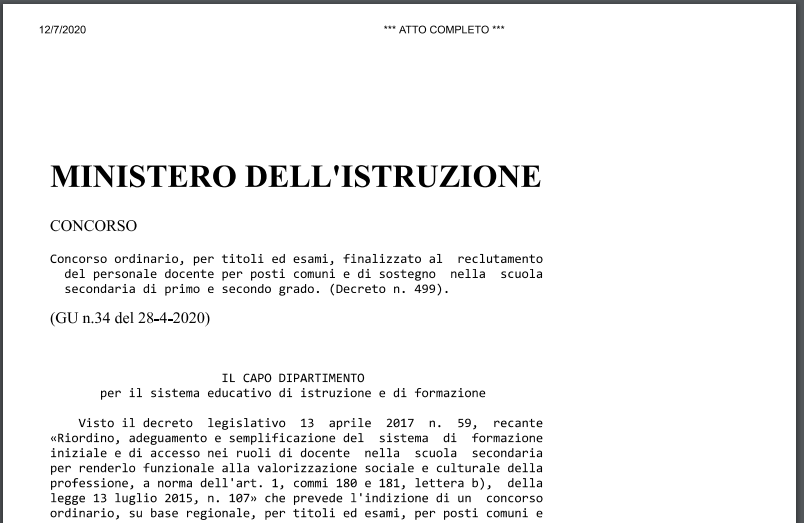 12/7/2020 *** ATTO COMPLETO ***
MINISTERO DELL'ISTRUZIONE
CONCORSO
Concorso ordinario, per titoli ed esami, finalizzato al reclutamento
del personale docente per posti comuni e di sostegno nella scuola
secondaria di primo e secondo grado. (Decreto n. 499).
(GU n.34 del 28-4-2020)
IL CAPO DIPARTIMENTO
per il sistema educativo di istruzione e di formazione
Visto il decreto legislativo 13 aprile 2017 n. 59, recante
«Riordino, adeguamento e semplificazione del sistema di formazione
iniziale e di accesso nei ruoli di docente nella scuola secondaria
per renderlo funzionale alla valorizzazione sociale e culturale della
professione, a norma dell'art. 1, commi 180 e 181, lettera b), della
legge 13 luglio 2015, n. 107» che prevede l'indizione di un concorso
ordinario, su base regionale, per titoli ed esami, per posti comuni e